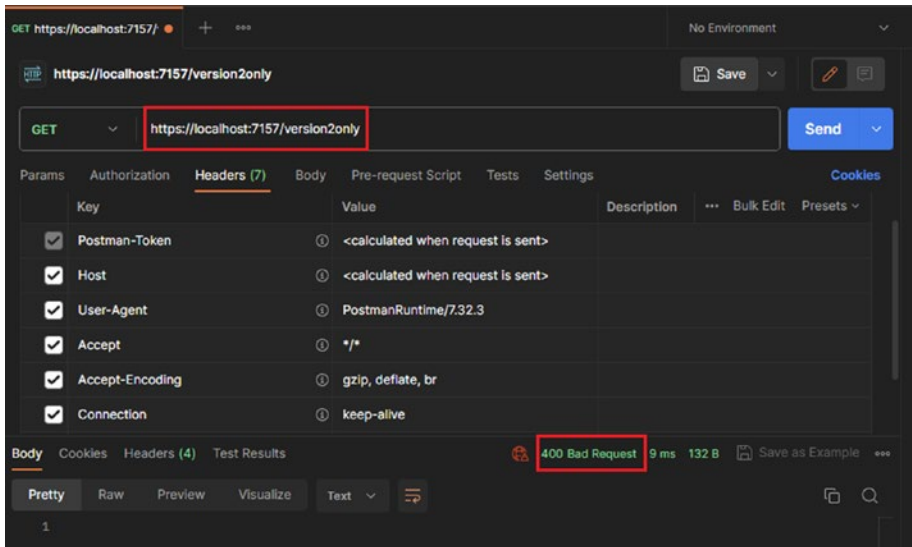 GET https://localhost:7157/ No Environment
HTTP https://localhost:7157/version2only Save
GET https://localhost:7157/version2only Send
Params Authorization Headers (7) Body Pre-request Script Tests Settings Cookies
Key Value Description Bulk Edit Presets
Postman-Token <calculated when request is sent>
Host <calculated when request is sent>
User-Agent PostmanRuntime/7.32.3
Accept */*
Accept-Encoding gzip, deflate, br
Connection keep-alive
Body Cookies Headers (4) Test Results 400 Bad Request 9 ms 132 B Save as Example
Pretty Raw Preview Visualize Text
1